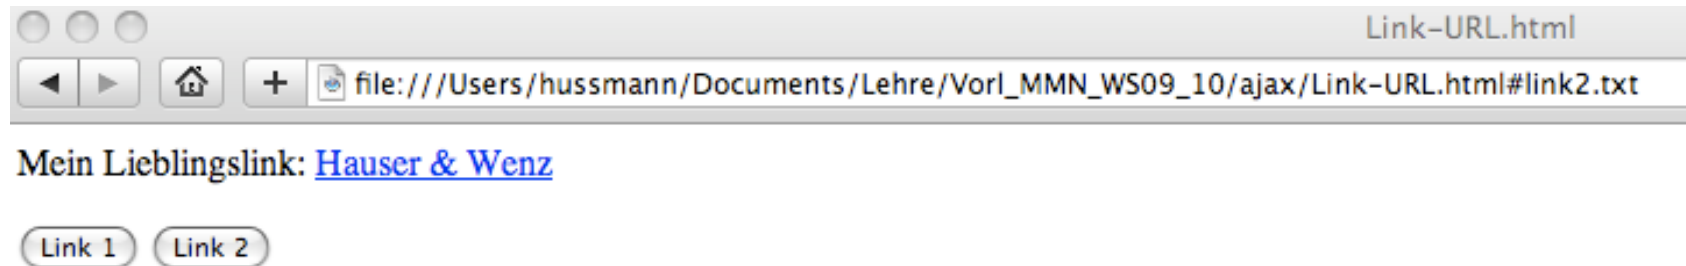 Link-URL.html
file:///Users/hussmann/Documents/Lehre/Vorl_MMN_WS09_10/ajax/Link-URL.html#link2.txt
Mein Lieblingslink: Hauser & Wenz
Link 1 Link 2